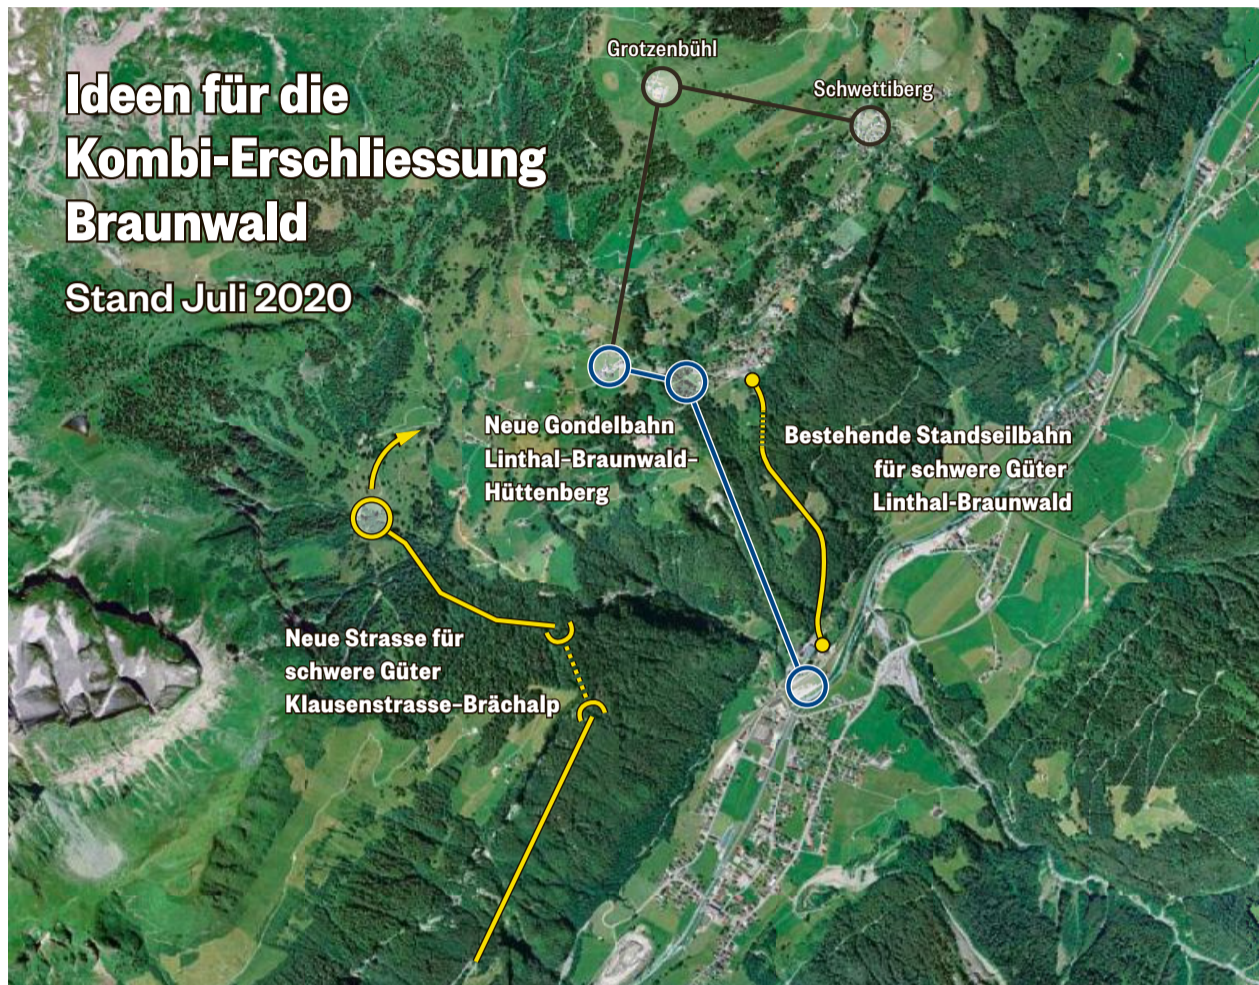 Grotzenbühl
Schwettiberg
Ideen für die
Kombi-Erschliessung
Braunwald
Stand Juli 2020
Neue Gondelbahn
Linthal–Braunwald–
Hüttenberg
Bestehende Standseilbahn
für schwere Güter
Linthal-Braunwald
Neue Strasse für
schwere Güter
Klausenstrasse–Brächalp